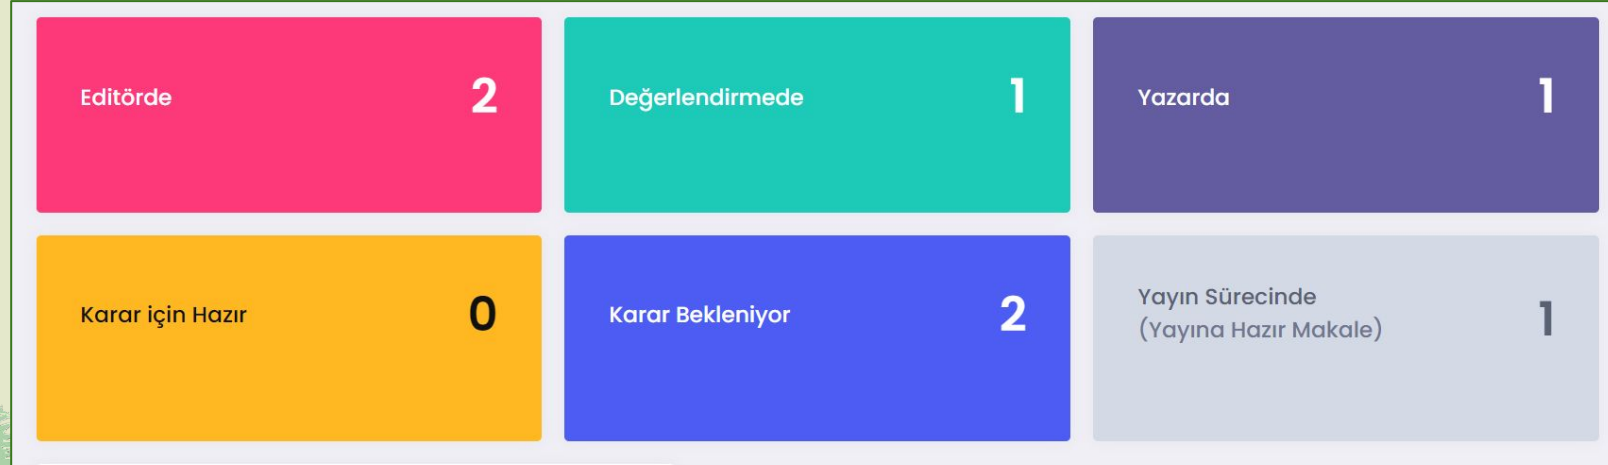 Editörde 2
Değerlendirmede 1
Yazarda 1
Karar için Hazır 0
Karar Bekleniyor 2
Yayın Sürecinde
(Yayına Hazır Makale) 1